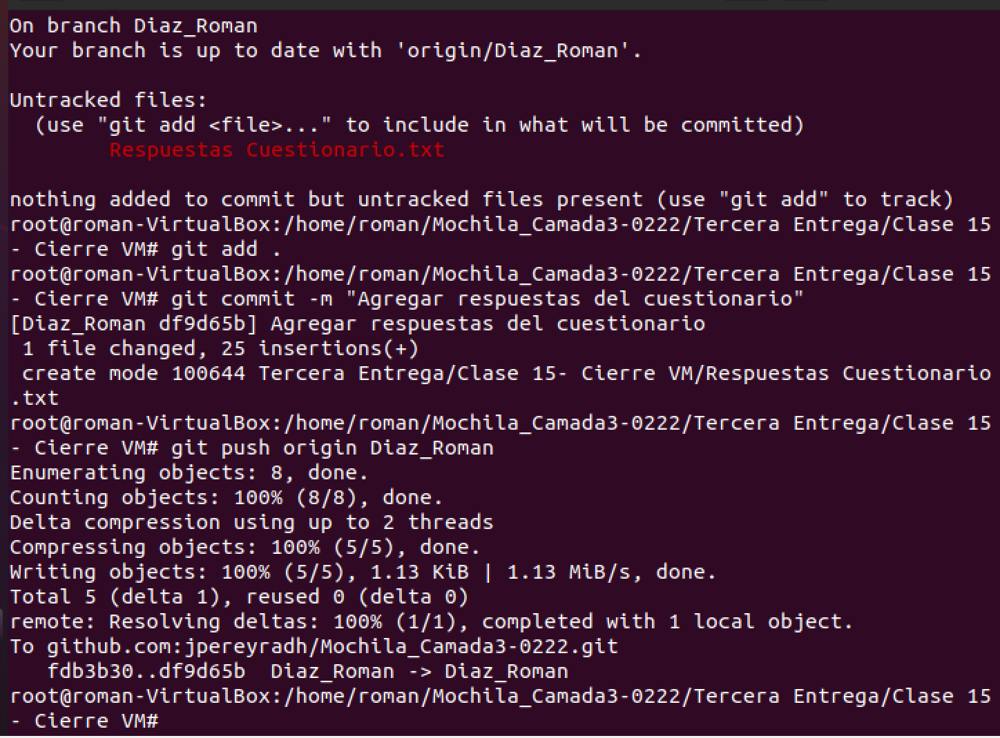 On branch Diaz_Roman
Your branch is up to date with 'origin/Diaz_Roman'.
Untracked files:
  (use "git add <file>..." to include in what will be committed)
        Respuestas Cuestionario.txt
nothing added to commit but untracked files present (use "git add" to track)
root@roman-VirtualBox:/home/roman/Mochila_Camada3-0222/Tercera Entrega/Clase 15
- Cierre VM# git add .
root@roman-VirtualBox:/home/roman/Mochila_Camada3-0222/Tercera Entrega/Clase 15
- Cierre VM# git commit -m "Agregar respuestas del cuestionario"
[Diaz_Roman df9d65b] Agregar respuestas del cuestionario
 1 file changed, 25 insertions(+)
 create mode 100644 Tercera Entrega/Clase 15- Cierre VM/Respuestas Cuestionario
.txt
root@roman-VirtualBox:/home/roman/Mochila_Camada3-0222/Tercera Entrega/Clase 15
- Cierre VM# git push origin Diaz_Roman
Enumerating objects: 8, done.
Counting objects: 100% (8/8), done.
Delta compression using up to 2 threads
Compressing objects: 100% (5/5), done.
Writing objects: 100% (5/5), 1.13 KiB | 1.13 MiB/s, done.
Total 5 (delta 1), reused 0 (delta 0)
remote: Resolving deltas: 100% (1/1), completed with 1 local object.
To github.com:jpereyradh/Mochila_Camada3-0222.git
   fdb3b30..df9d65b  Diaz_Roman -> Diaz_Roman
root@roman-VirtualBox:/home/roman/Mochila_Camada3-0222/Tercera Entrega/Clase 15
- Cierre VM#